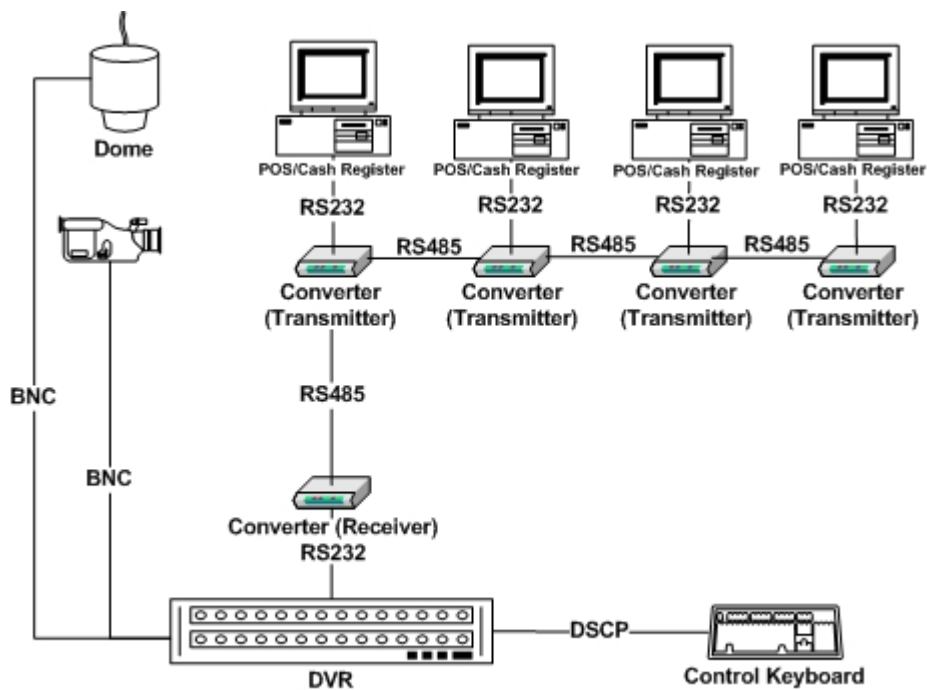 Dome
POS/Cash Register
POS/Cash Register
POS/Cash Register
POS/Cash Register
RS232
RS232
RS232
RS232
RS485
RS485
RS485
Converter
(Transmitter)
Converter
(Transmitter)
Converter
(Transmitter)
Converter
(Transmitter)
BNC
RS485
BNC
Converter (Receiver)
RS232
DSCP
DVR
Control Keyboard